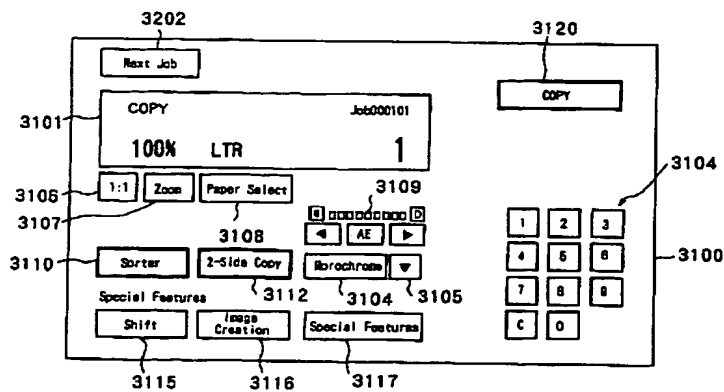 3202
3120
Next Job
COPY
3101
COPY Job000101
100% LTR 1
3104
3106
1:1 Zoom Paper Select
3109
3107
3108
B D
1 2 3
AE
3110
Sorter 2-Side Copy Monochrome
4 5 6
3100
3112 3104 3105
7 8 9
Special Features
Shift Image Creation Special Features
C 0
3115 3116 3117